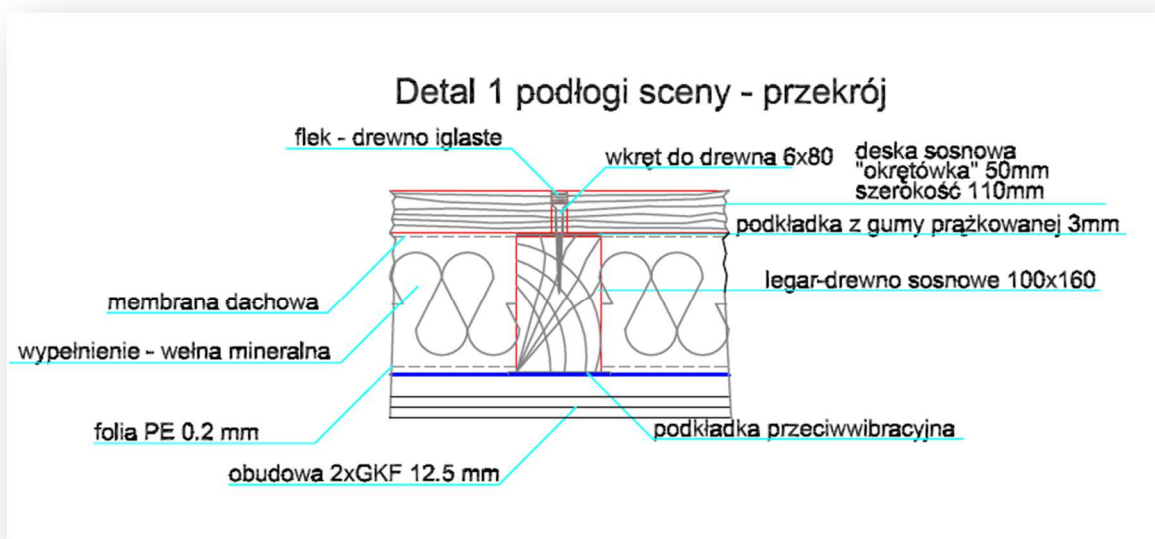 Detal 1 podłogi sceny - przekrój
flek - drewno iglaste
wkręt do drewna 6x80
deska sosnowa
"okrętówka" 50mm
szerokość 110mm
podkładka z gumy prążkowanej 3mm
legar-drewno sosnowe 100x160
membrana dachowa
wypełnienie - wełna mineralna
folia PE 0.2 mm
podkładka przeciwwibracyjna
obudowa 2xGKF 12.5 mm